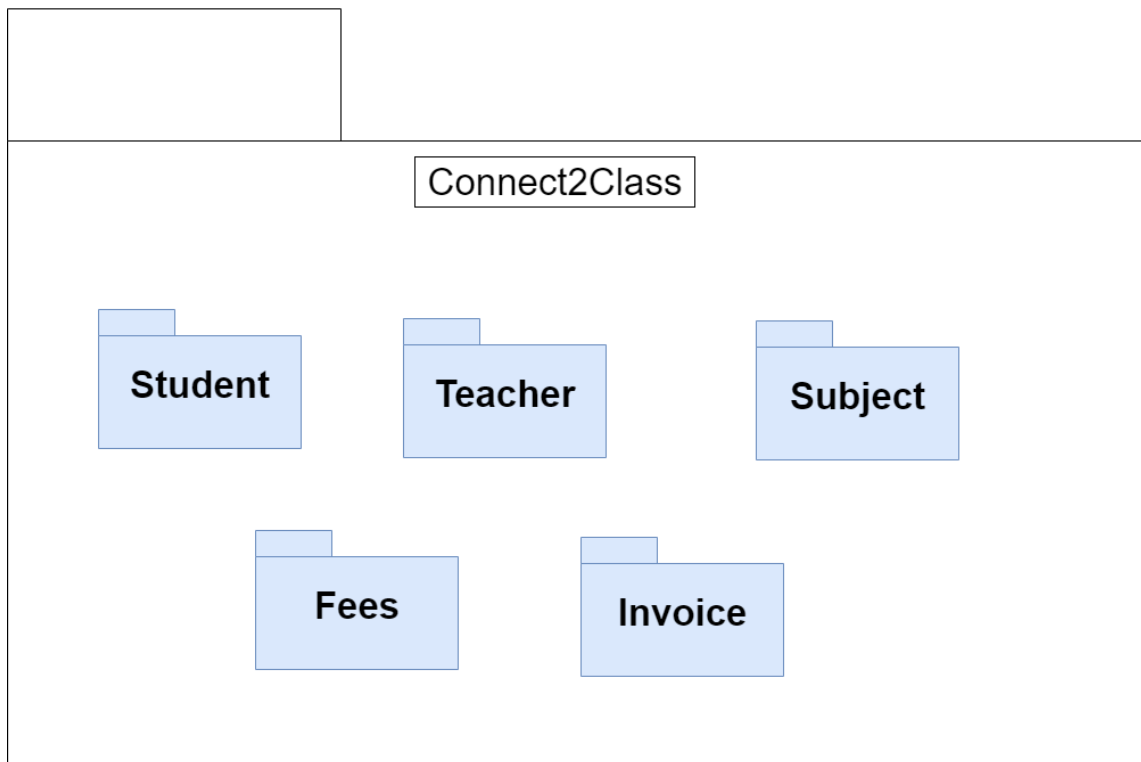 Connect2Class
Student
Teacher
Subject
Fees
Invoice